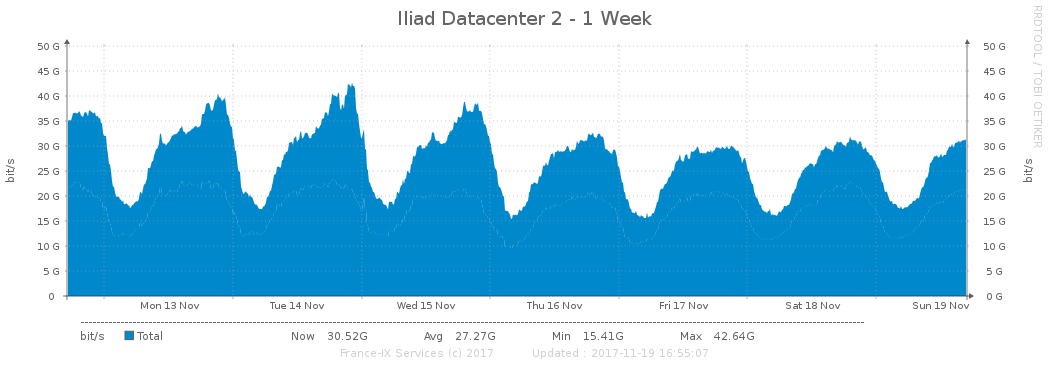 Iliad Datacenter 2 - 1 Week
RRDTOOL / TOBI OETIKER
bit/s
50 G 50 G
45 G 45 G
40 G 40 G
35 G 35 G
30 G 30 G
25 G 25 G
20 G 20 G
15 G 15 G
10 G 10 G
5 G 5 G
0 0 G
bit/s
Mon 13 Nov Tue 14 Nov Wed 15 Nov Thu 16 Nov Fri 17 Nov Sat 18 Nov Sun 19 Nov
bit/s Total Now 30.52G Avg 27.27G Min 15.41G Max 42.64G
France-IX Services (c) 2017 Updated : 2017-11-19 16:55:07